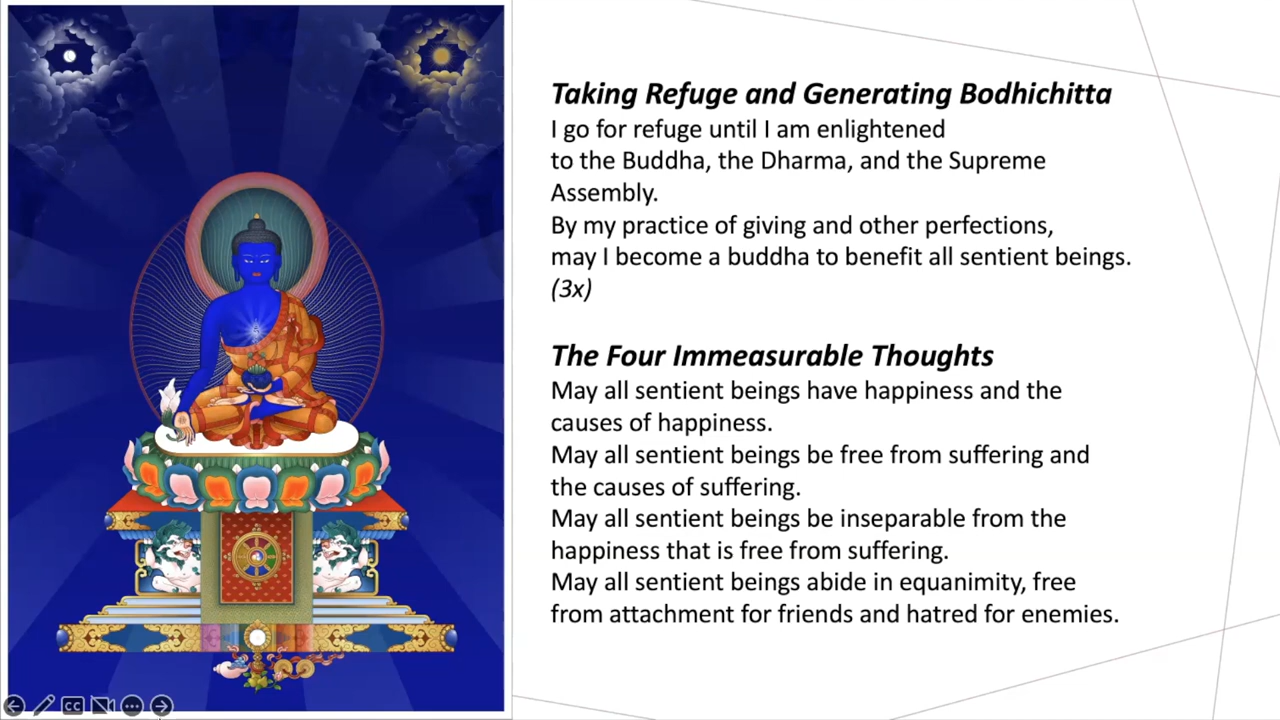 Taking Refuge and Generating Bodhichitta
I go for refuge until I am enlightened
to the Buddha, the Dharma, and the Supreme
Assembly.
By my practice of giving and other perfections,
may I become a buddha to benefit all sentient beings.
(3x)
The Four Immeasurable Thoughts
May all sentient beings have happiness and the
causes of happiness.
May all sentient beings be free from suffering and
the causes of suffering.
May all sentient beings be inseparable from the
happiness that is free from suffering.
May all sentient beings abide in equanimity, free
from attachment for friends and hatred for enemies.
CC